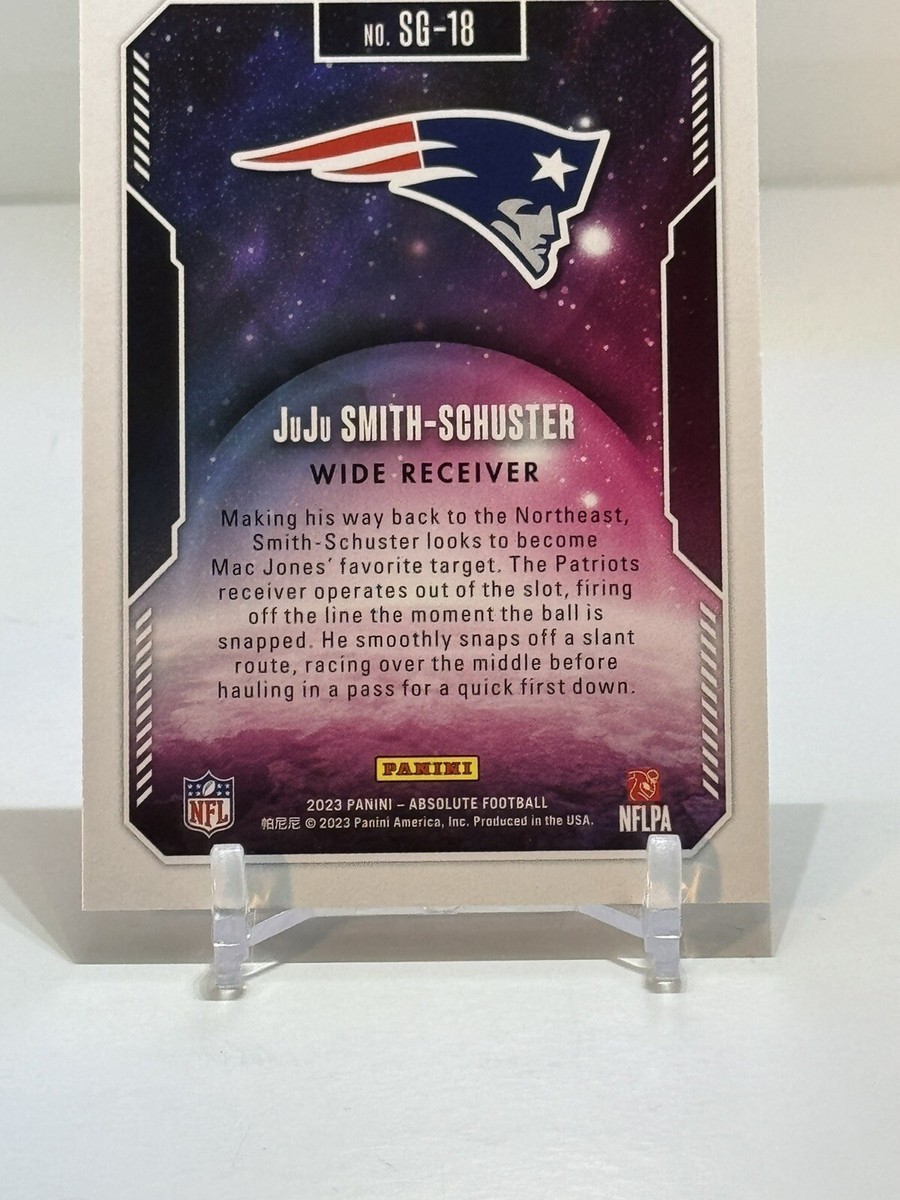 NO. SG-18
JuJu SMITH-SCHUSTER
WIDE RECEIVER
Making his way back to the Northeast,
Smith-Schuster looks to become
Mac Jones' favorite target. The Patriots
receiver operates out of the slot, firing
off the line the moment the ball is
snapped. He smoothly snaps off a slant
route, racing over the middle before
hauling in a pass for a quick first down.
PANINI
NFL
2023 PANINI – ABSOLUTE FOOTBALL
帕尼尼 © 2023 Panini America, Inc. Produced in the USA.
NFLPA